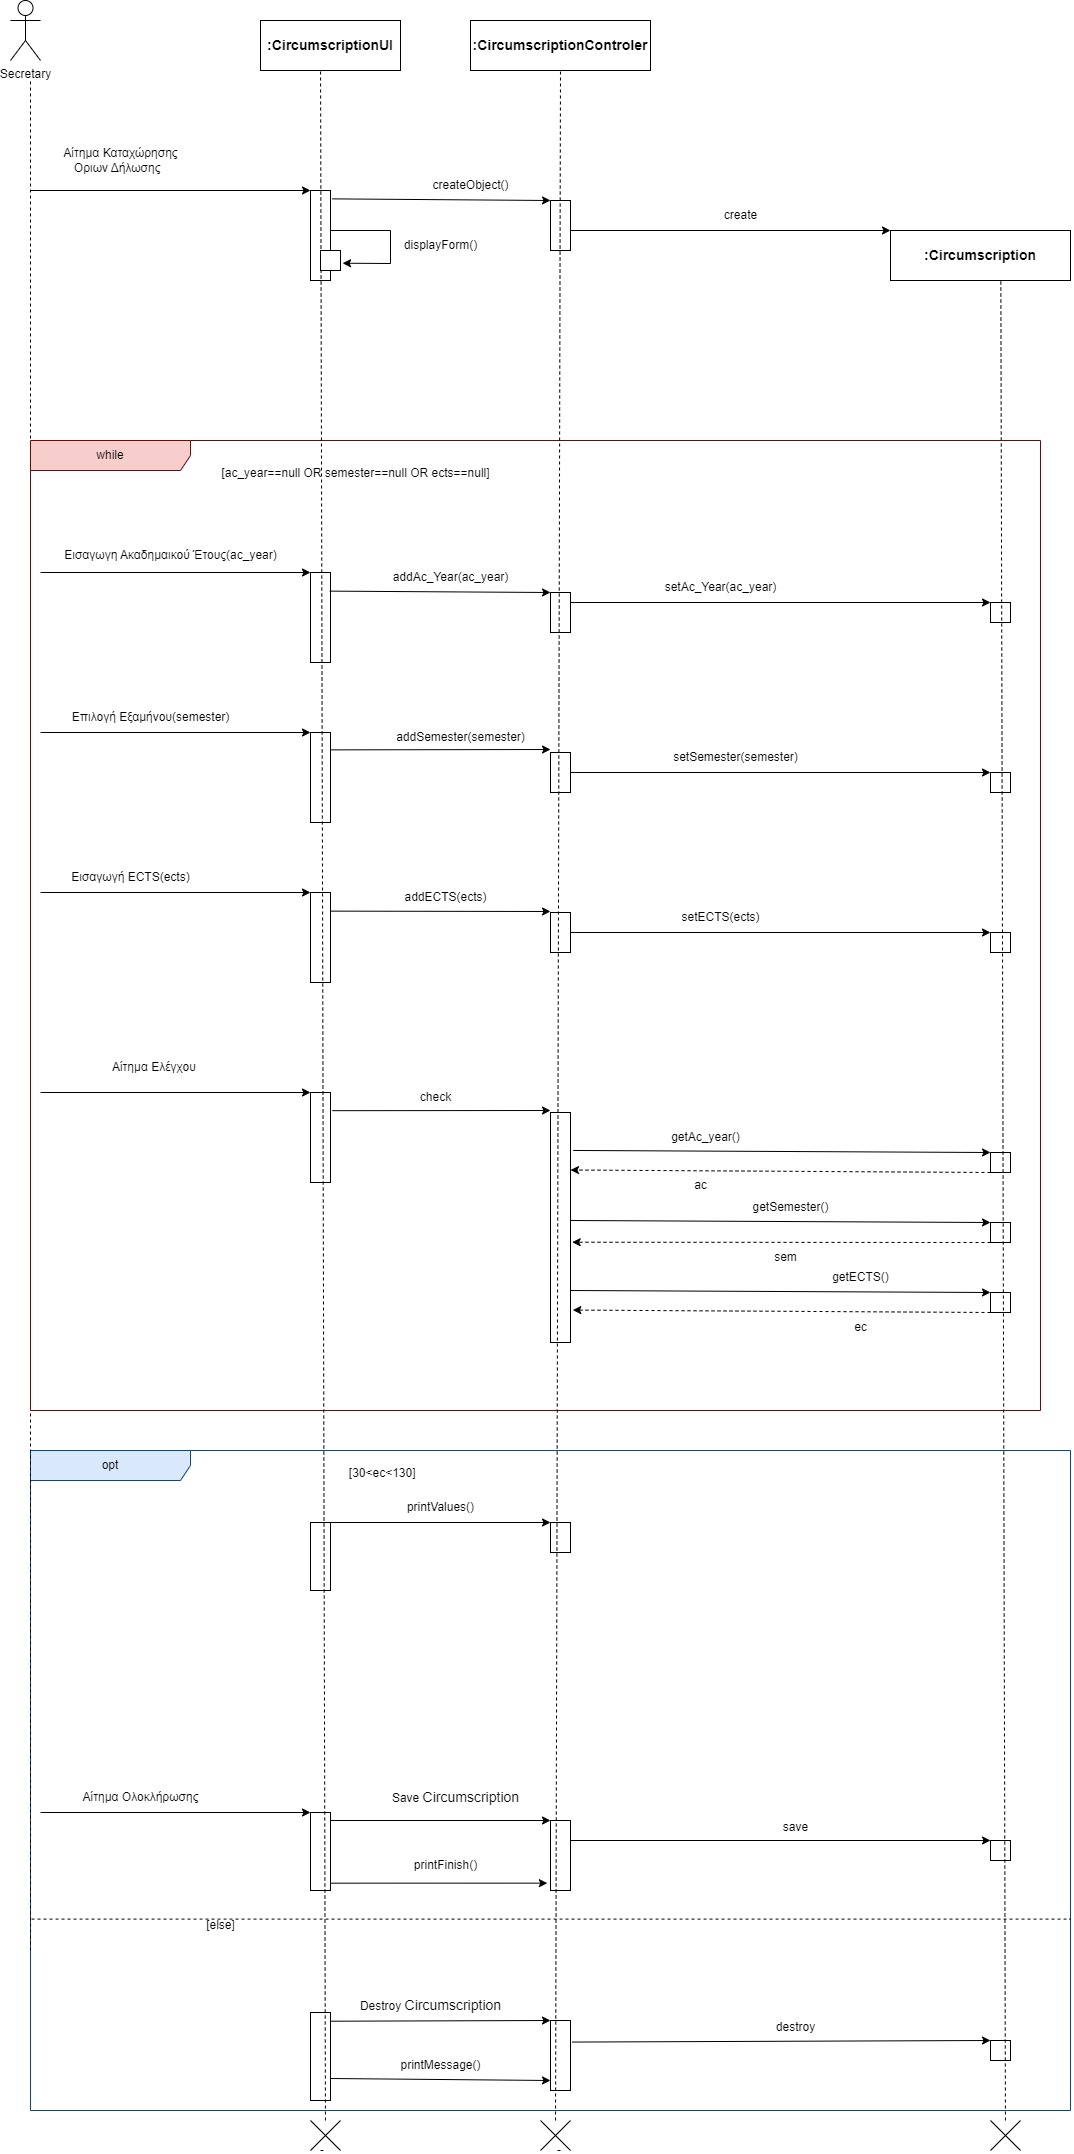 Secretary
:CircumscriptionUI
:CircumscriptionControler
Αίτημα Καταχώρησης
Οριων Δήλωσης
createObject()
create
displayForm()
:Circumscription
while
[ac_year==null OR semester==null OR ects==null]
Εισαγωγη Ακαδημαικού Έτους(ac_year)
addAc_Year(ac_year)
setAc_Year(ac_year)
Επιλογή Εξαμήνου(semester)
addSemester(semester)
setSemester(semester)
Εισαγωγή ECTS(ects)
addECTS(ects)
setECTS(ects)
Αίτημα Ελέγχου
check
getAc_year()
ac
getSemester()
sem
getECTS()
ec
opt
[30<ec<130]
printValues()
Αίτημα Ολοκλήρωσης
Save Circumscription
save
printFinish()
[else]
Destroy Circumscription
destroy
printMessage()